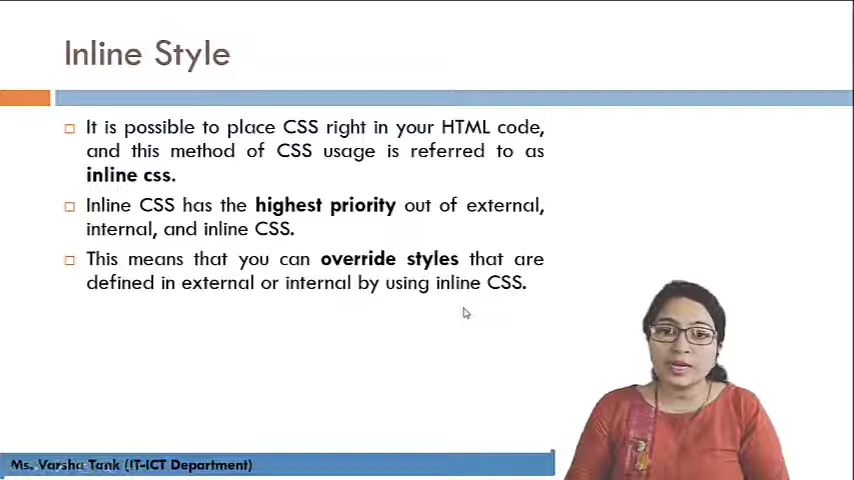 Inline Style
It is possible to place CSS right in your HTML code,
and this method of CSS usage is referred to as
inline css.
Inline CSS has the highest priority out of external,
internal, and inline CSS.
This means that you can override styles that are
defined in external or internal by using inline CSS.
Ms. Varsha Tank (IT-ICT Department)